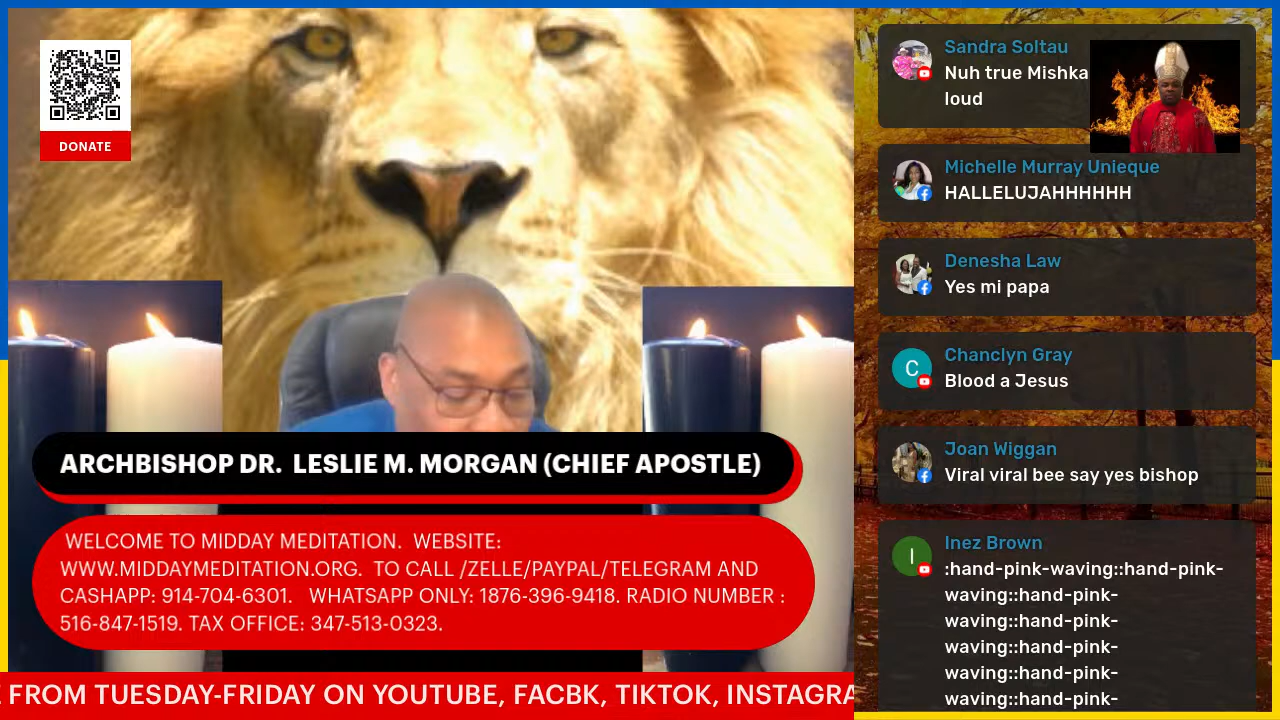 DONATE
ARCHBISHOP DR. LESLIE M. MORGAN (CHIEF APOSTLE)
WELCOME TO MIDDAY MEDITATION. WEBSITE:
WWW.MIDDAYMEDITATION.ORG. TO CALL /ZELLE/PAYPAL/TELEGRAM AND
CASHAPP: 914-704-6301. WHATSAPP ONLY: 1876-396-9418. RADIO NUMBER :
516-847-1519. TAX OFFICE: 347-513-0323.
FROM TUESDAY-FRIDAY ON YOUTUBE, FACBK, TIKTOK, INSTAGRA
Sandra Soltau
Nuh true Mishka
loud
Michelle Murray Unieque
HALLELUJAHHHHHH
Denesha Law
Yes mi papa
C
Chanclyn Gray
Blood a Jesus
Joan Wiggan
Viral viral bee say yes bishop
I
Inez Brown
:hand-pink-waving::hand-pink-
waving::hand-pink-
waving::hand-pink-
waving::hand-pink-
waving::hand-pink-
waving::hand-pink-